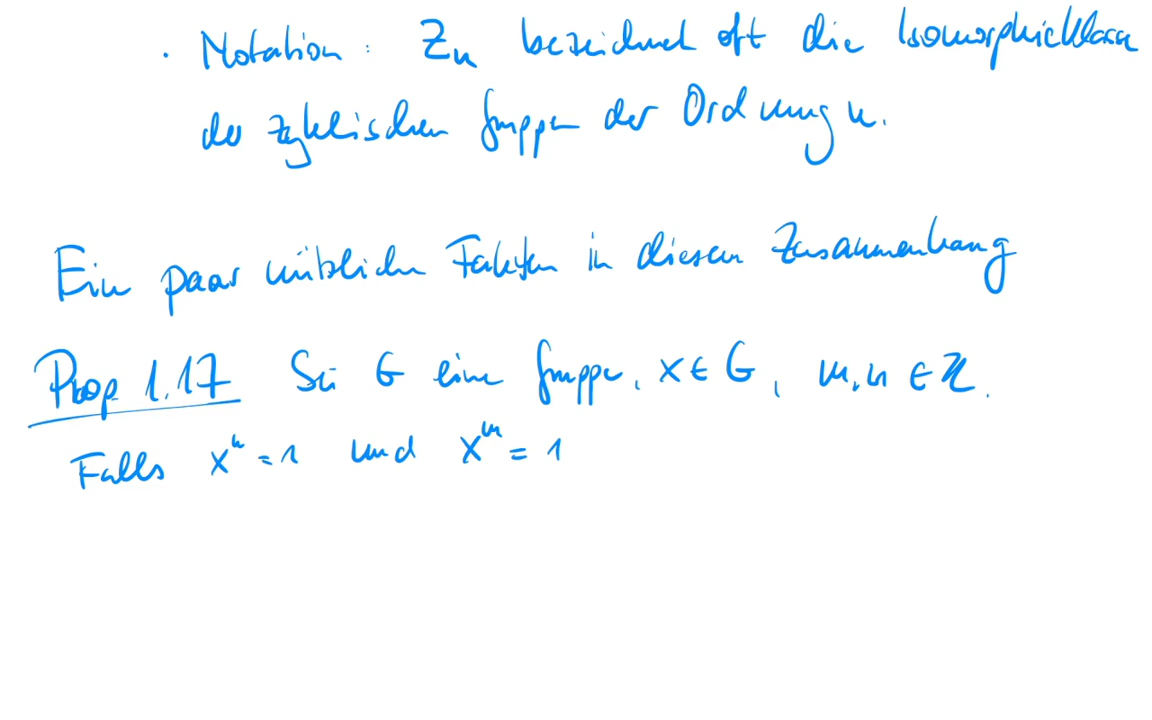 · Notation: Zn bezeichnet oft die Isomorphieklasse
der zyklischen Gruppen der Ordnung n.
Ein paar nützliche Fakten in diesem Zusammenhang
Prop 1.17 Sei G eine Gruppe, x ∈ G, m, n ∈ ℤ.
Falls xⁿ = 1 und xᵐ = 1